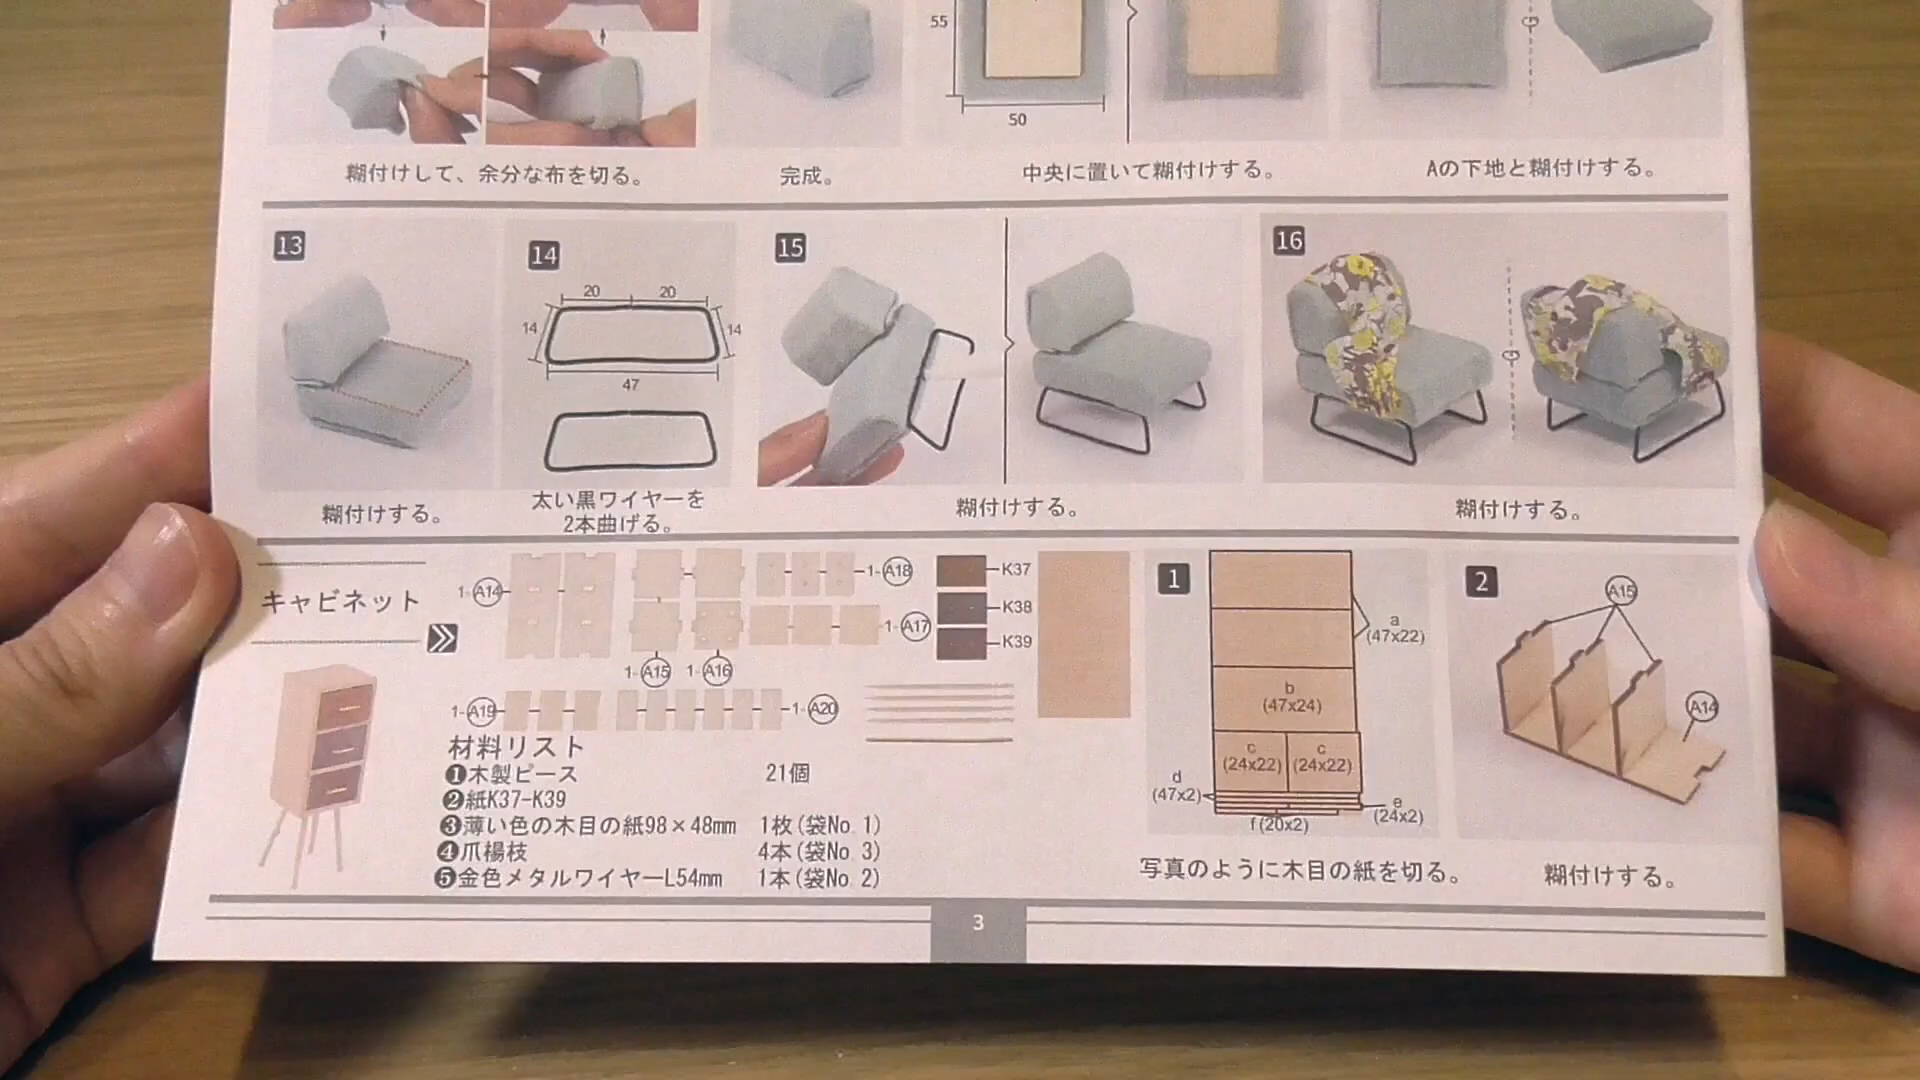 55
50
糊付けして、余分な布を切る。
完成。
中央に置いて糊付けする。
Aの下地と糊付けする。
13
糊付けする。
14
20 20
14 14
47
太い黒ワイヤーを
2本曲げる。
15
糊付けする。
16
糊付けする。
キャビネット
1-A14
1-A15
1-A16
1-A18
1-A17
1-A19
1-A20
K37
K38
K39
材料リスト
❶木製ピース 21個
❷紙K37-K39
❸薄い色の木目の紙98×48mm 1枚(袋No.1)
❹爪楊枝 4本(袋No.3)
❺金色メタルワイヤーL54mm 1本(袋No.2)
1
a
(47x22)
b
(47x24)
c c
(24x22) (24x22)
d
(47x2)
e
(24x2)
f(20x2)
写真のように木目の紙を切る。
2
A15
A14
糊付けする。
3